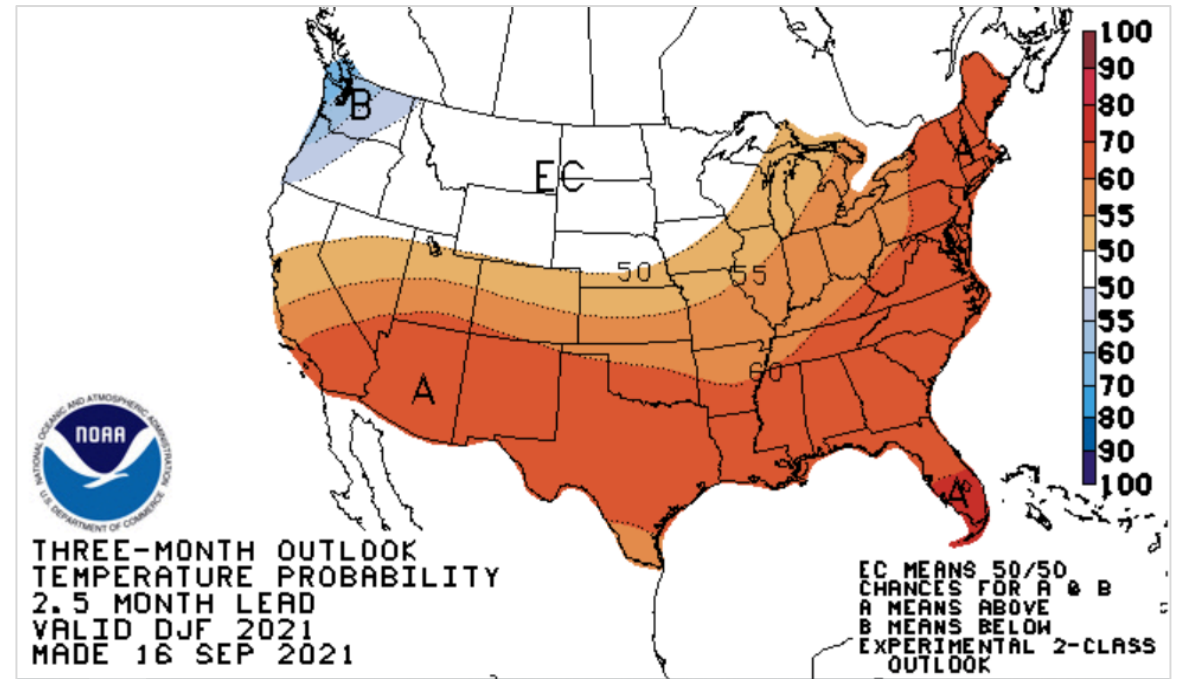 B
EC
A
50
55
60
A
A
100
90
80
70
60
55
50
50
55
60
70
80
90
100
NATIONAL OCEANIC AND ATMOSPHERIC ADMINISTRATION
NOAA
U.S. DEPARTMENT OF COMMERCE
THREE-MONTH OUTLOOK
TEMPERATURE PROBABILITY
2.5 MONTH LEAD
VALID DJF 2021
MADE 16 SEP 2021
EC MEANS 50/50
CHANCES FOR A & B
A MEANS ABOVE
B MEANS BELOW
EXPERIMENTAL 2-CLASS
OUTLOOK